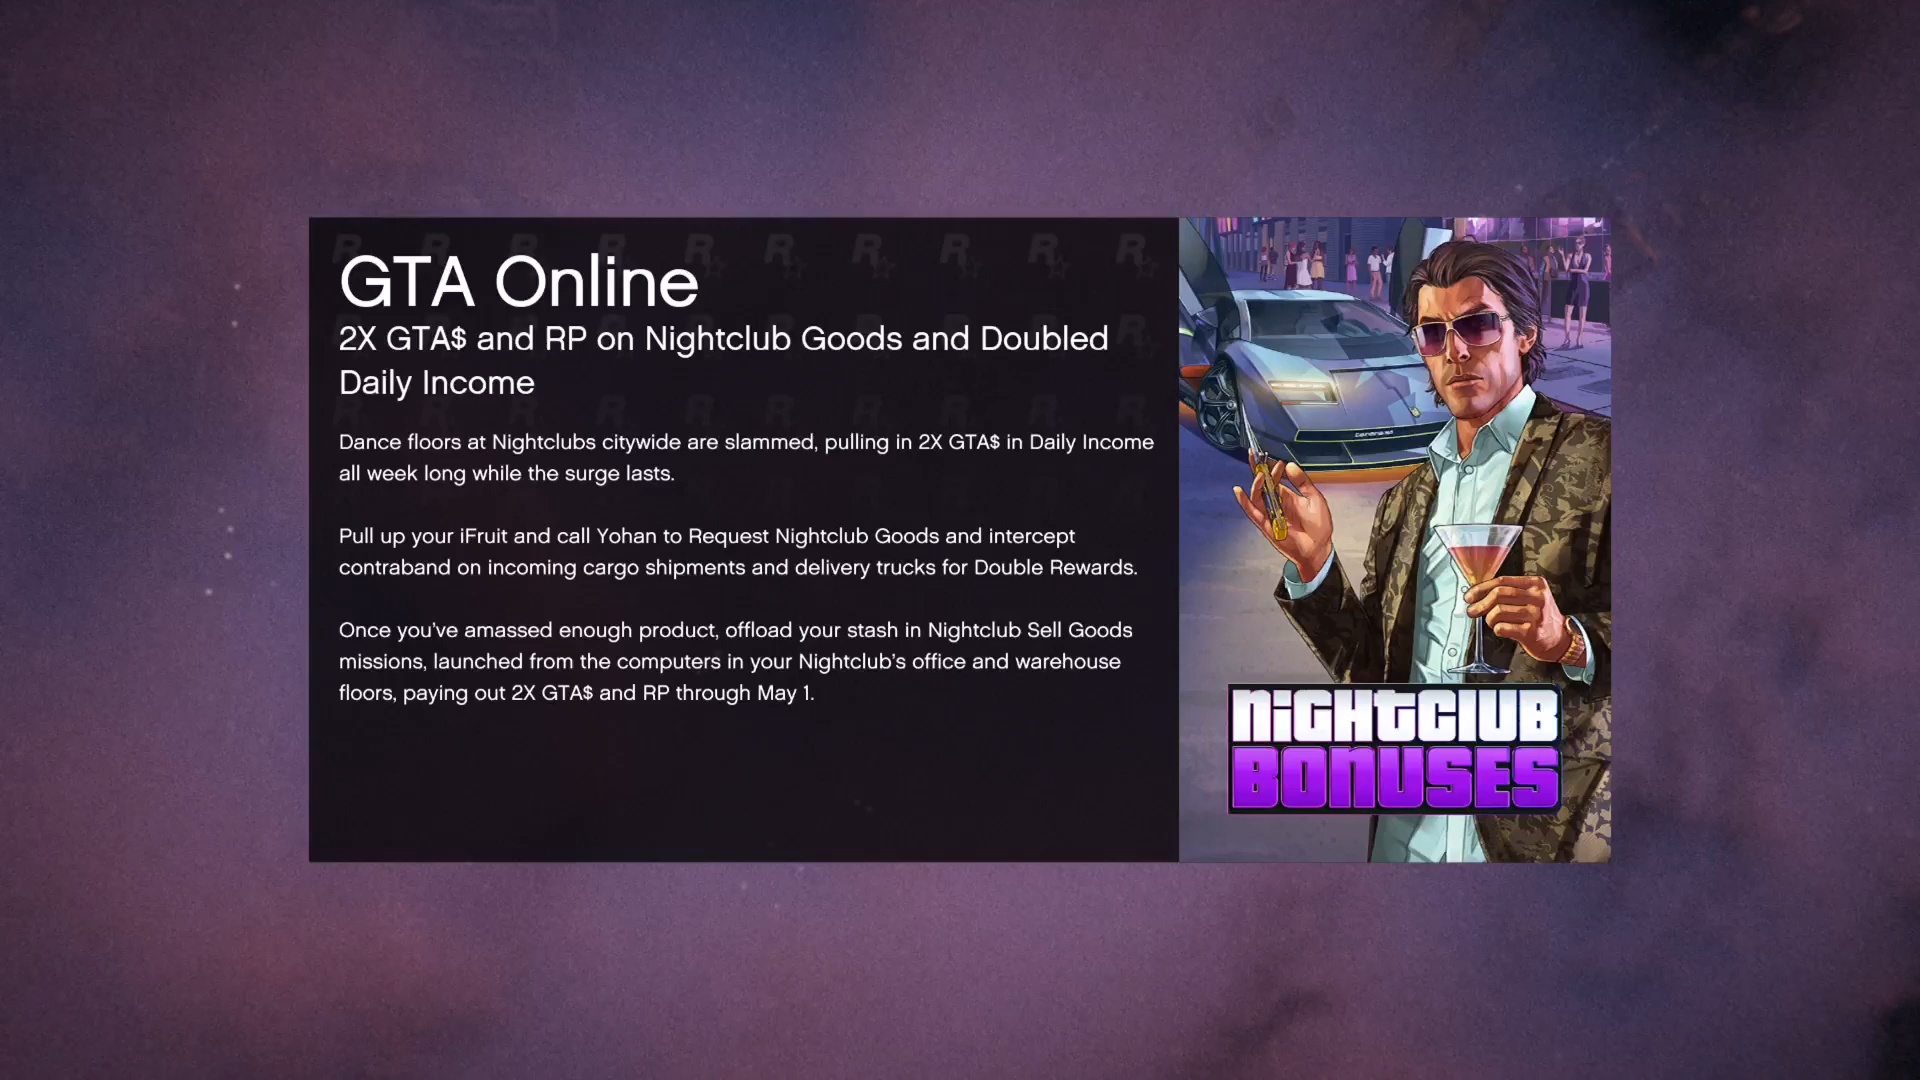 GTA Online
2X GTA$ and RP on Nightclub Goods and Doubled
Daily Income
Dance floors at Nightclubs citywide are slammed, pulling in 2X GTA$ in Daily Income
all week long while the surge lasts.
Pull up your iFruit and call Yohan to Request Nightclub Goods and intercept
contraband on incoming cargo shipments and delivery trucks for Double Rewards.
Once you’ve amassed enough product, offload your stash in Nightclub Sell Goods
missions, launched from the computers in your Nightclub’s office and warehouse
floors, paying out 2X GTA$ and RP through May 1.
NIGHTCLUB
BONUSES